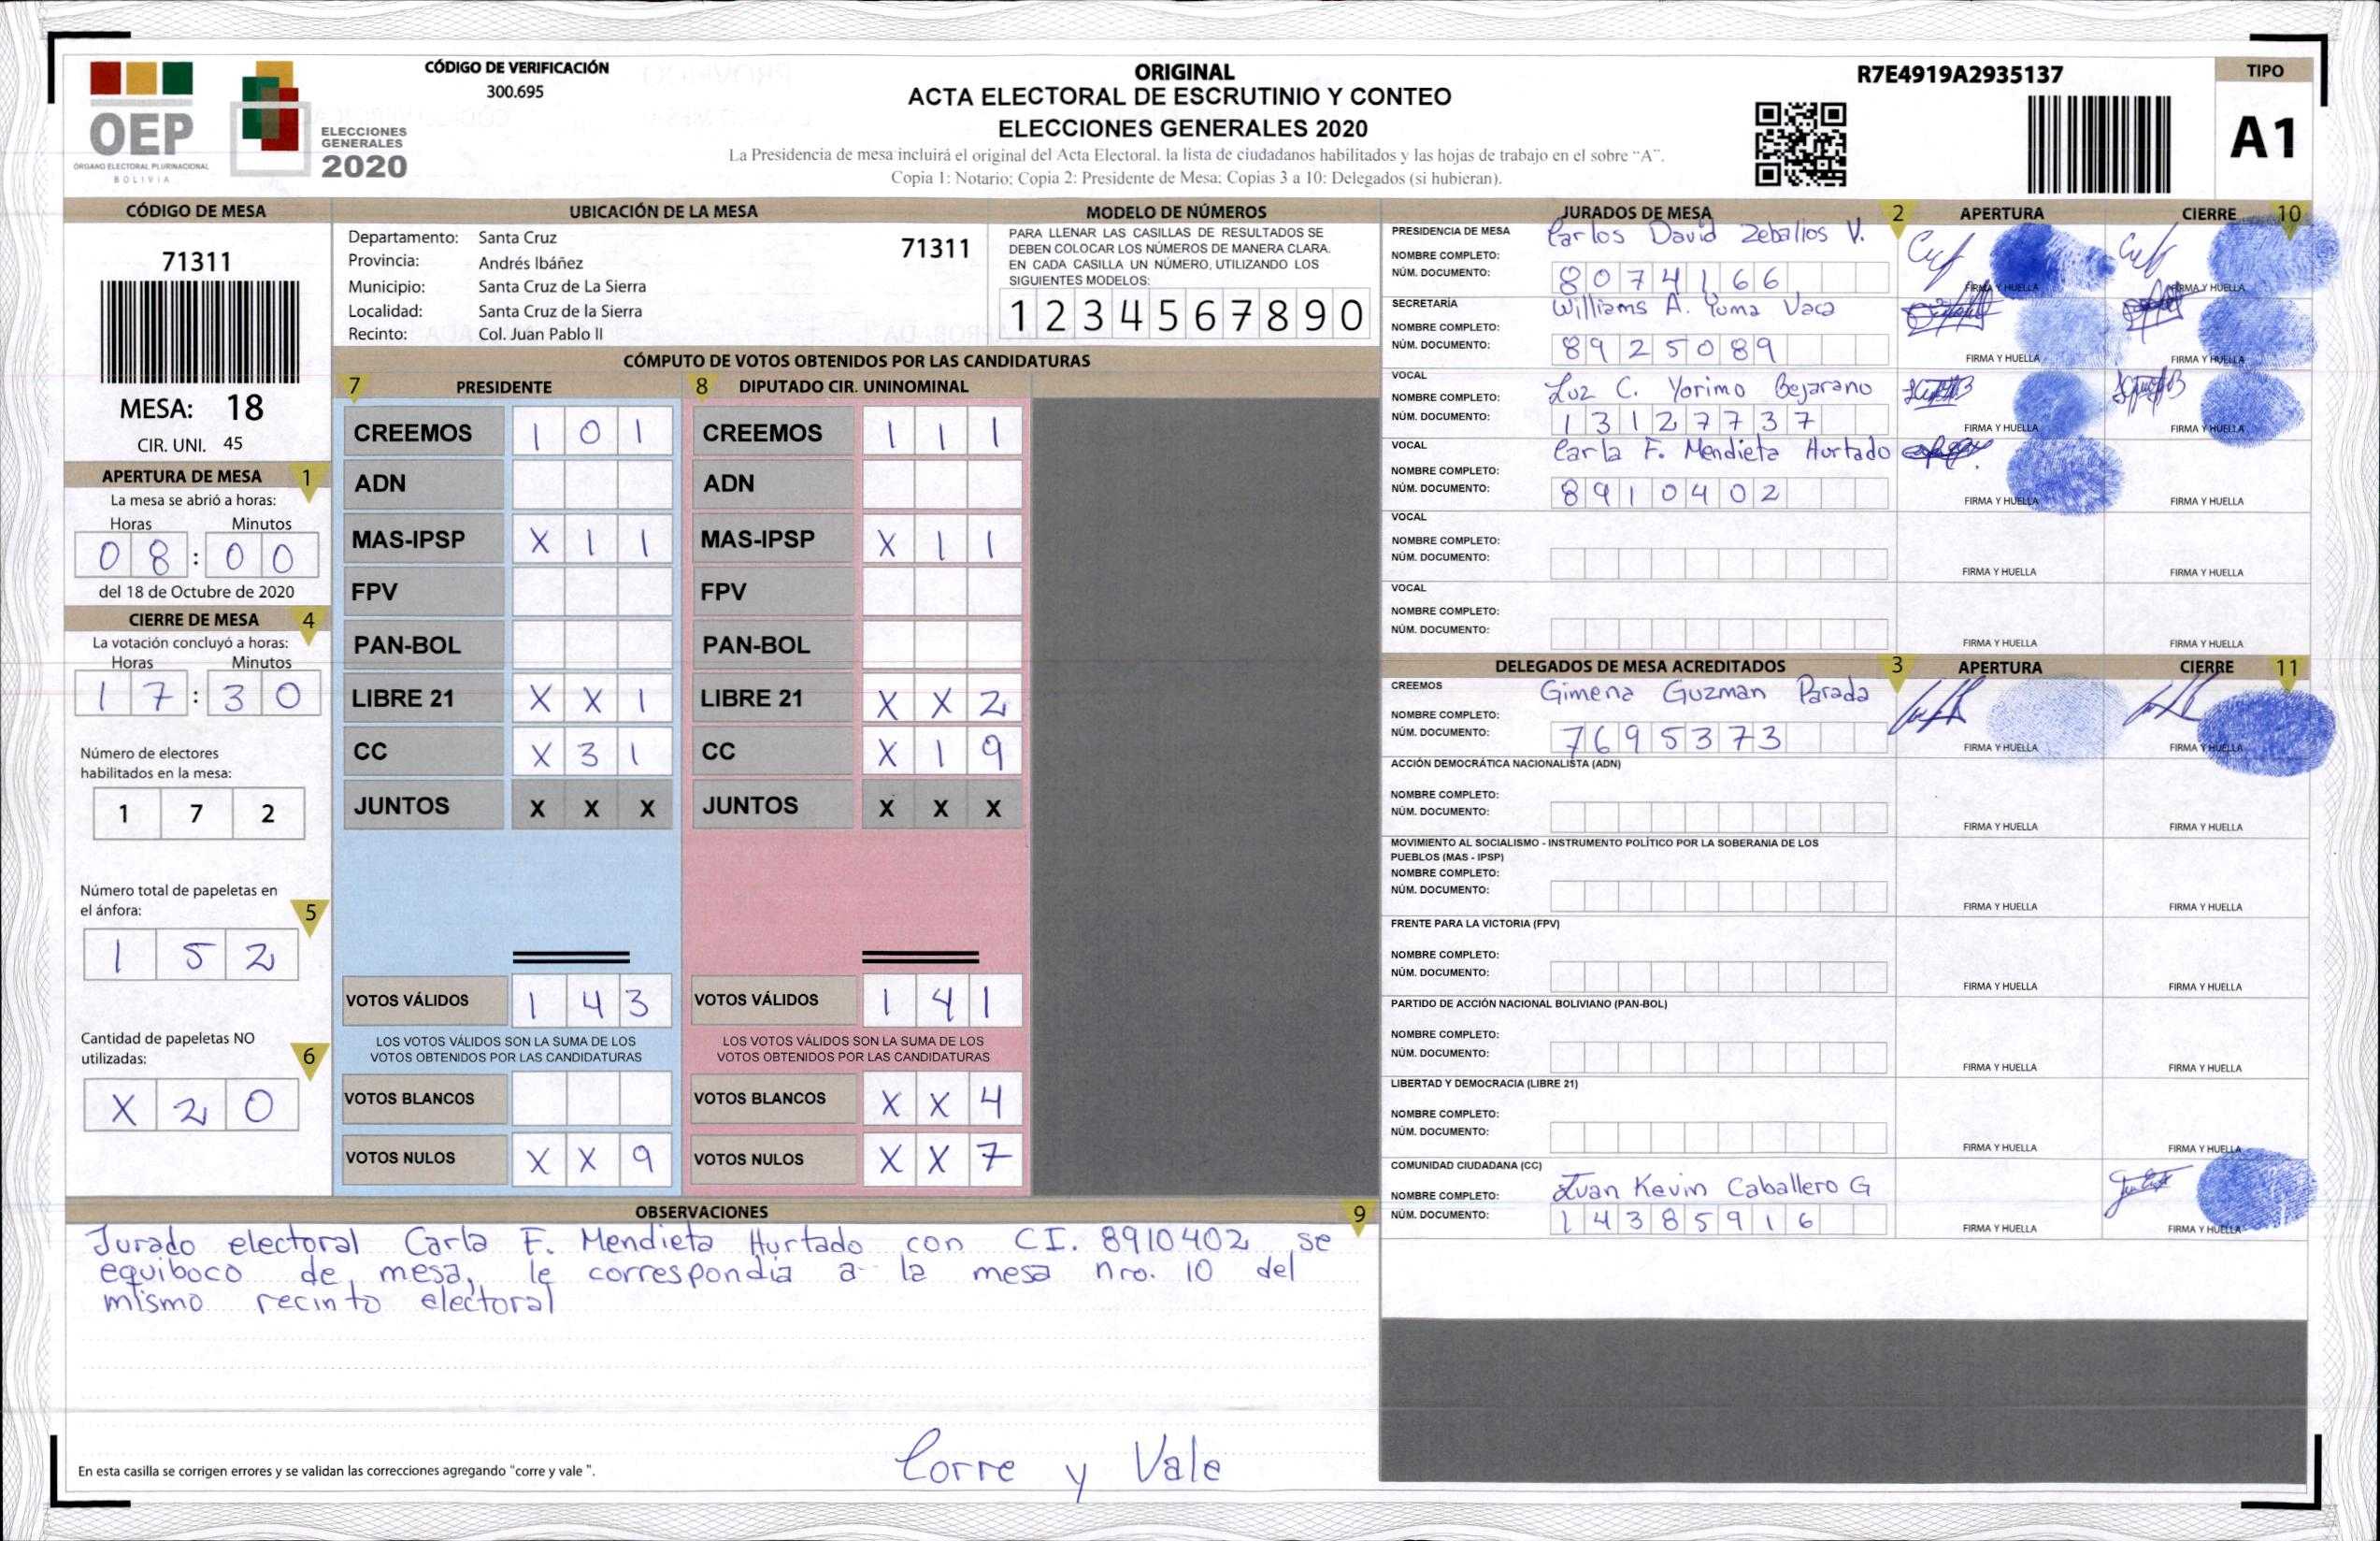 CÓDIGO DE VERIFICACIÓN
300.695
OEP
ÓRGANO ELECTORAL PLURINACIONAL
BOLIVIA
ELECCIONES
GENERALES
2020
ORIGINAL
ACTA ELECTORAL DE ESCRUTINIO Y CONTEO
ELECCIONES GENERALES 2020
La Presidencia de mesa incluirá el original del Acta Electoral, la lista de ciudadanos habilitados y las hojas de trabajo en el sobre "A".
Copia 1: Notario; Copia 2: Presidente de Mesa; Copias 3 a 10: Delegados (si hubieran).
R7E4919A2935137
TIPO
A1
CÓDIGO DE MESA
71311
MESA: 18
CIR. UNI. 45
APERTURA DE MESA 1
La mesa se abrió a horas:
Horas Minutos
08:00
del 18 de Octubre de 2020
CIERRE DE MESA 4
La votación concluyó a horas:
Horas Minutos
17:30
Número de electores
habilitados en la mesa:
1 7 2
Número total de papeletas en
el ánfora: 5
1 5 2
Cantidad de papeletas NO
utilizadas: 6
X 2 0
UBICACIÓN DE LA MESA
Departamento: Santa Cruz 71311
Provincia: Andrés Ibáñez
Municipio: Santa Cruz de La Sierra
Localidad: Santa Cruz de la Sierra
Recinto: Col. Juan Pablo II
MODELO DE NÚMEROS
PARA LLENAR LAS CASILLAS DE RESULTADOS SE
DEBEN COLOCAR LOS NÚMEROS DE MANERA CLARA.
EN CADA CASILLA UN NÚMERO, UTILIZANDO LOS
SIGUIENTES MODELOS:
1 2 3 4 5 6 7 8 9 0
CÓMPUTO DE VOTOS OBTENIDOS POR LAS CANDIDATURAS
7 PRESIDENTE 8 DIPUTADO CIR. UNINOMINAL
CREEMOS 1 0 1 CREEMOS 1 1 1
ADN ADN
MAS-IPSP X 1 1 MAS-IPSP X 1 1
FPV FPV
PAN-BOL PAN-BOL
LIBRE 21 X X 1 LIBRE 21 X X 2
CC X 3 1 CC X 1 9
JUNTOS X X X JUNTOS X X X
VOTOS VÁLIDOS 1 4 3 VOTOS VÁLIDOS 1 4 1
LOS VOTOS VÁLIDOS SON LA SUMA DE LOS LOS VOTOS VÁLIDOS SON LA SUMA DE LOS
VOTOS OBTENIDOS POR LAS CANDIDATURAS VOTOS OBTENIDOS POR LAS CANDIDATURAS
VOTOS BLANCOS VOTOS BLANCOS X X 4
VOTOS NULOS X X 9 VOTOS NULOS X X 7
OBSERVACIONES 9
Jurado electoral Carla F. Mendieta Hurtado con CI. 8910402 se
equiboco de mesa, le correspondia a la mesa nro. 10 del
mismo recinto electoral
Corre y Vale
En esta casilla se corrigen errores y se validan las correcciones agregando "corre y vale ".
JURADOS DE MESA 2 APERTURA CIERRE 10
PRESIDENCIA DE MESA Carlos David Zeballos V.
NOMBRE COMPLETO:
NÚM. DOCUMENTO: 8074166
FIRMA Y HUELLA FIRMA Y HUELLA
SECRETARÍA Williams A. Yuma Vaca
NOMBRE COMPLETO:
NÚM. DOCUMENTO: 8925089
FIRMA Y HUELLA FIRMA Y HUELLA
VOCAL Luz C. Yorimo Bejarano
NOMBRE COMPLETO:
NÚM. DOCUMENTO: 13127737
FIRMA Y HUELLA FIRMA Y HUELLA
VOCAL Carla F. Mendieta Hurtado
NOMBRE COMPLETO:
NÚM. DOCUMENTO: 8910402
FIRMA Y HUELLA FIRMA Y HUELLA
VOCAL
NOMBRE COMPLETO:
NÚM. DOCUMENTO:
FIRMA Y HUELLA FIRMA Y HUELLA
VOCAL
NOMBRE COMPLETO:
NÚM. DOCUMENTO:
FIRMA Y HUELLA FIRMA Y HUELLA
DELEGADOS DE MESA ACREDITADOS 3 APERTURA CIERRE 11
CREEMOS Gimena Guzman Parada
NOMBRE COMPLETO:
NÚM. DOCUMENTO: 7695373
FIRMA Y HUELLA FIRMA Y HUELLA
ACCIÓN DEMOCRÁTICA NACIONALISTA (ADN)
NOMBRE COMPLETO:
NÚM. DOCUMENTO:
FIRMA Y HUELLA FIRMA Y HUELLA
MOVIMIENTO AL SOCIALISMO - INSTRUMENTO POLÍTICO POR LA SOBERANIA DE LOS
PUEBLOS (MAS - IPSP)
NOMBRE COMPLETO:
NÚM. DOCUMENTO:
FIRMA Y HUELLA FIRMA Y HUELLA
FRENTE PARA LA VICTORIA (FPV)
NOMBRE COMPLETO:
NÚM. DOCUMENTO:
FIRMA Y HUELLA FIRMA Y HUELLA
PARTIDO DE ACCIÓN NACIONAL BOLIVIANO (PAN-BOL)
NOMBRE COMPLETO:
NÚM. DOCUMENTO:
FIRMA Y HUELLA FIRMA Y HUELLA
LIBERTAD Y DEMOCRACIA (LIBRE 21)
NOMBRE COMPLETO:
NÚM. DOCUMENTO:
FIRMA Y HUELLA FIRMA Y HUELLA
COMUNIDAD CIUDADANA (CC)
NOMBRE COMPLETO: Juan Kevin Caballero G
NÚM. DOCUMENTO: 14385916
FIRMA Y HUELLA FIRMA Y HUELLA